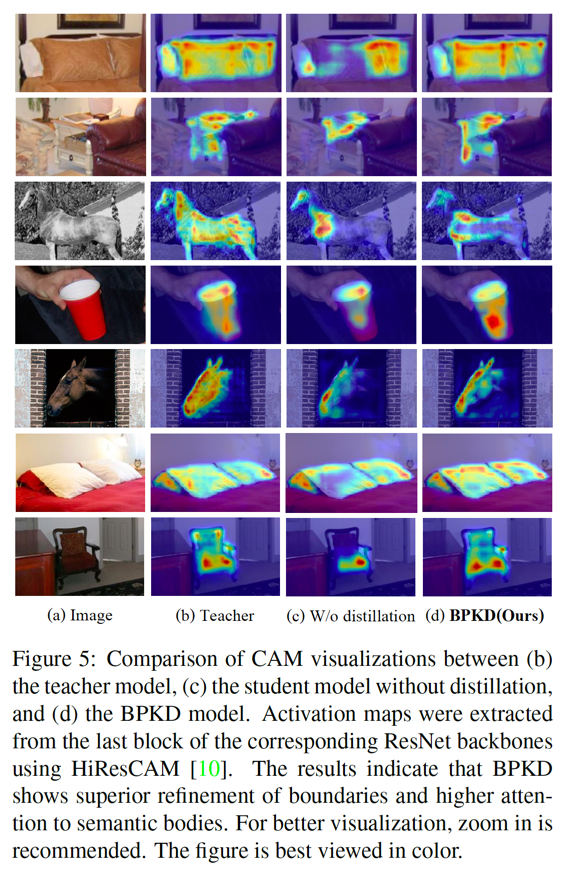 (a) Image (b) Teacher (c) W/o distillation (d) BPKD(Ours)
Figure 5: Comparison of CAM visualizations between (b)
the teacher model, (c) the student model without distillation,
and (d) the BPKD model. Activation maps were extracted
from the last block of the corresponding ResNet backbones
using HiResCAM [10]. The results indicate that BPKD
shows superior refinement of boundaries and higher atten-
tion to semantic bodies. For better visualization, zoom in is
recommended. The figure is best viewed in color.